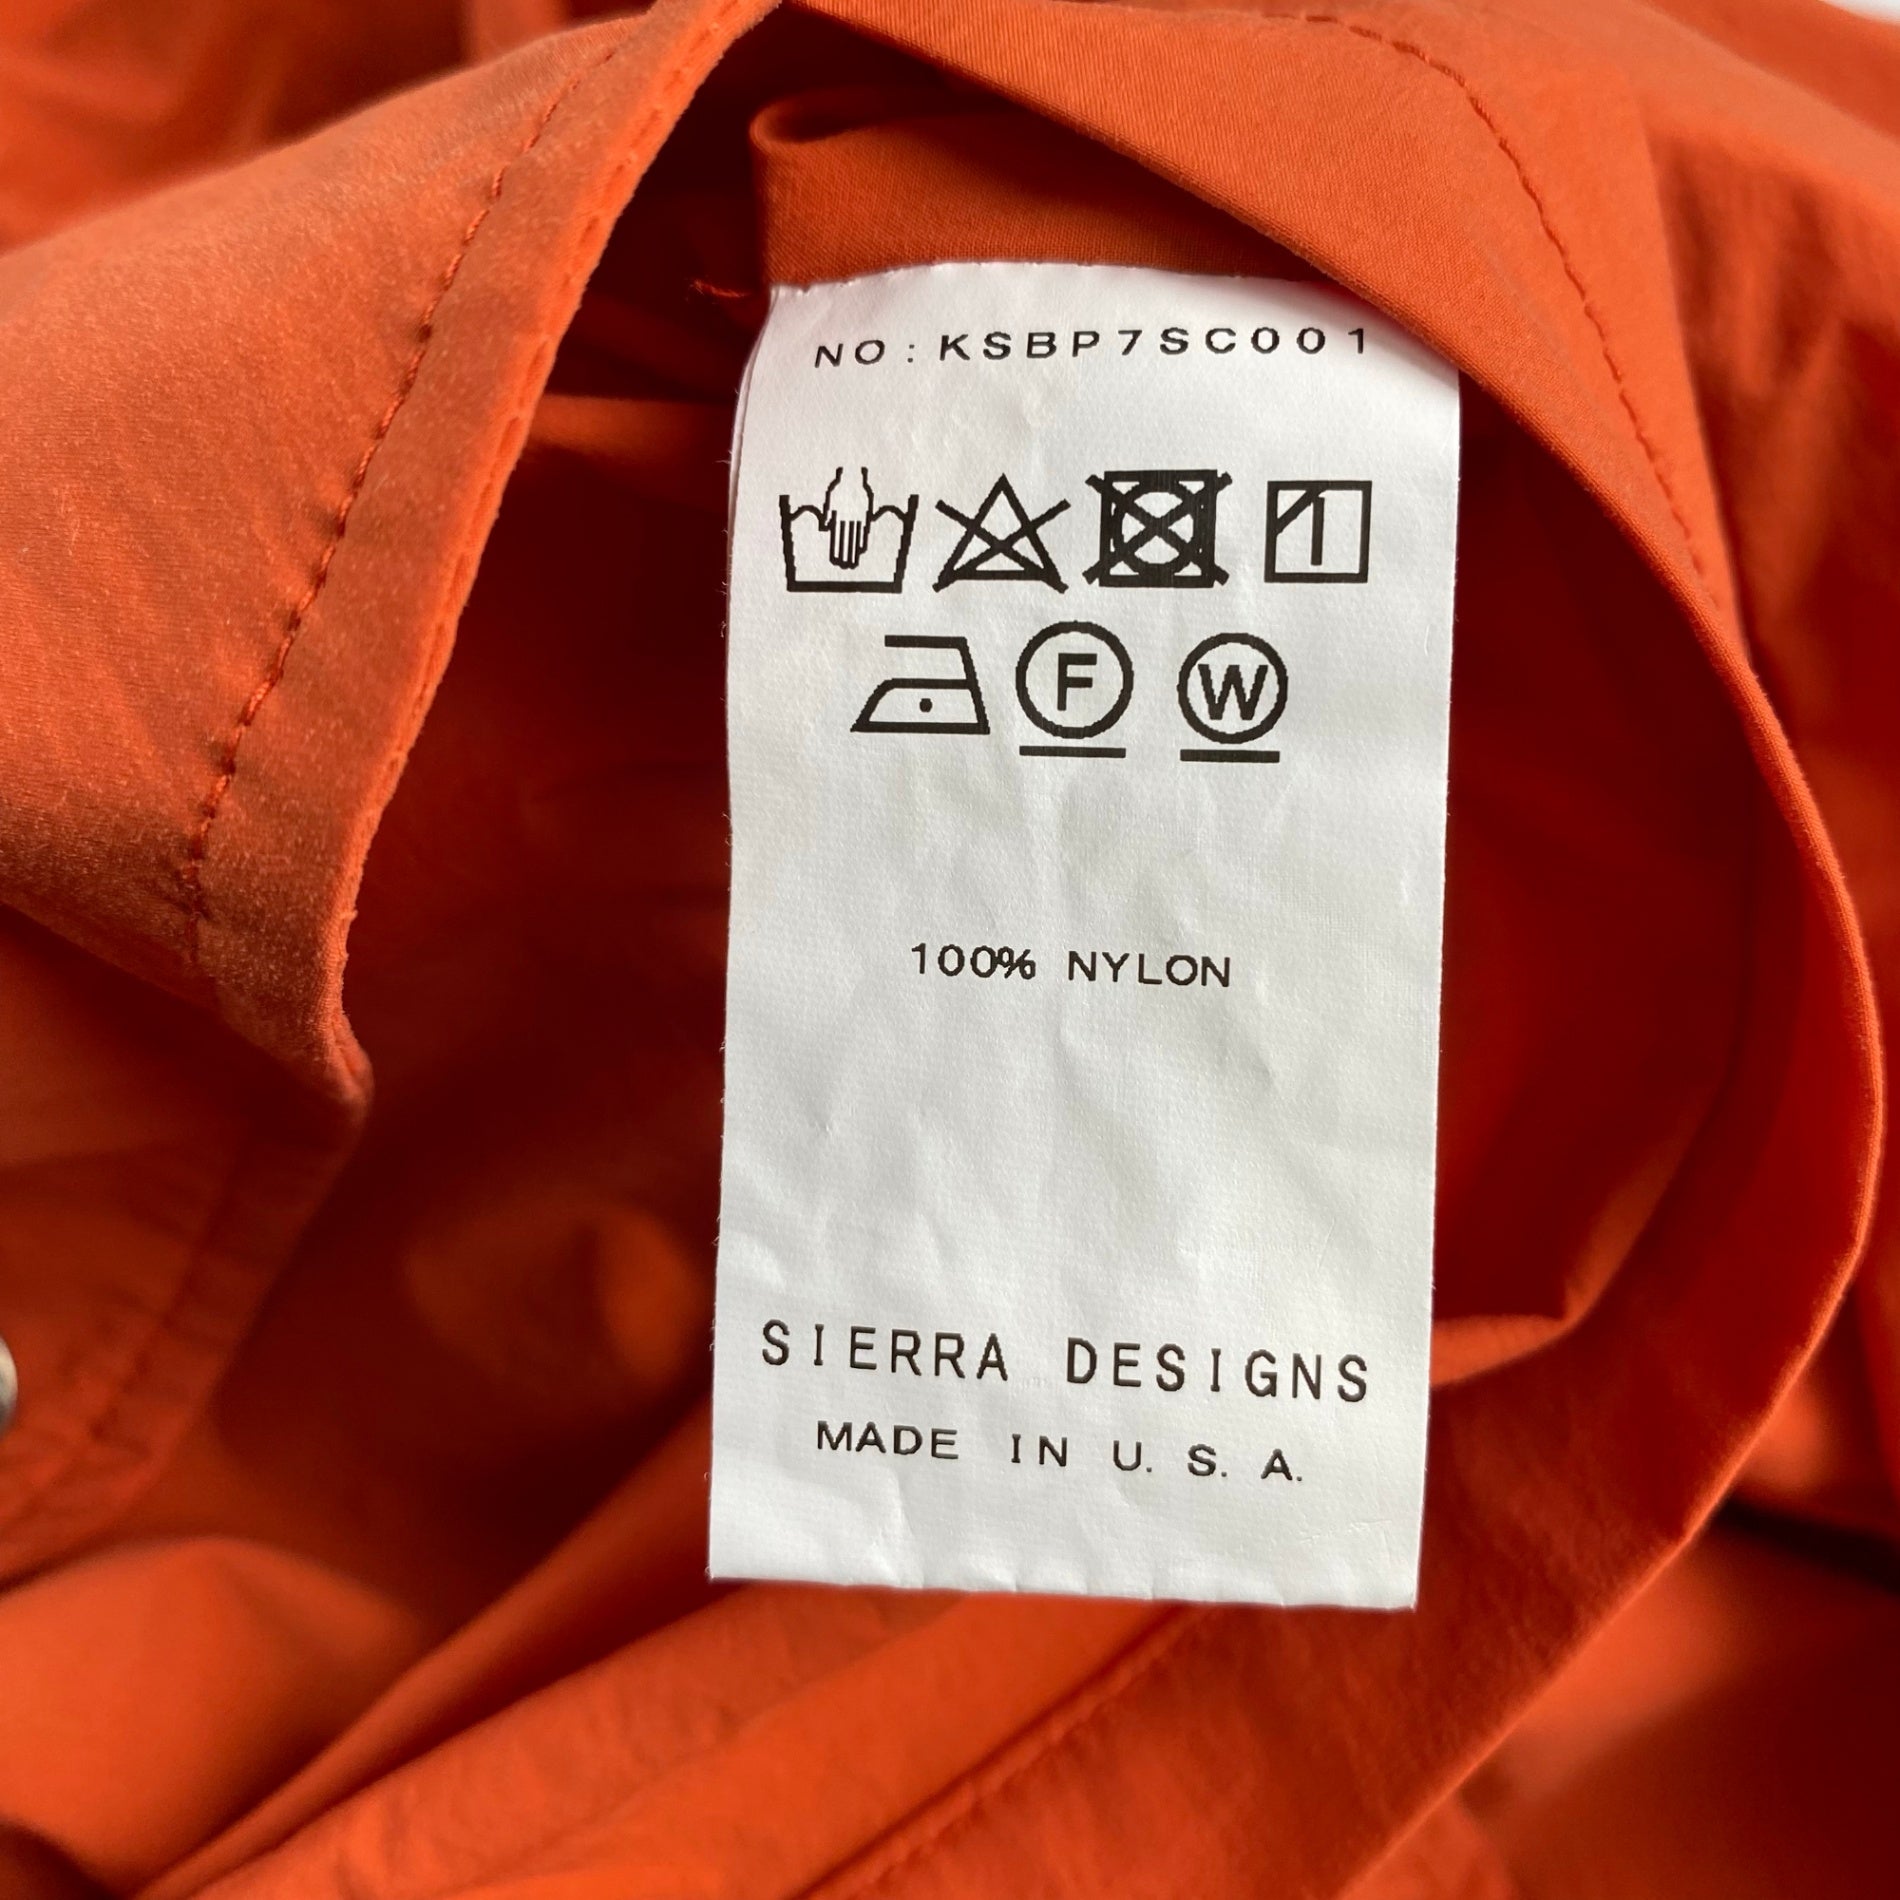 NO:KSBP7SC001
F W
100% NYLON
SIERRA DESIGNS
MADE IN U.S.A.